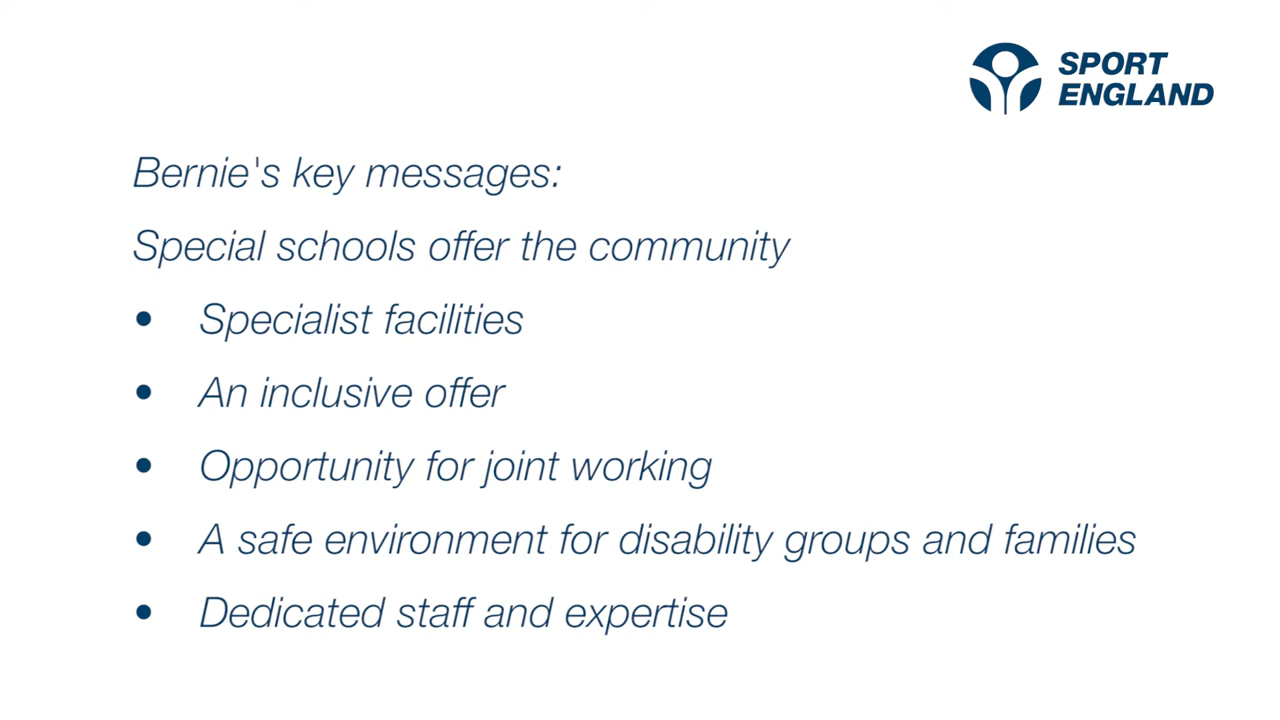 SPORT
ENGLAND
Bernie's key messages:
Special schools offer the community
• Specialist facilities
• An inclusive offer
• Opportunity for joint working
• A safe environment for disability groups and families
• Dedicated staff and expertise